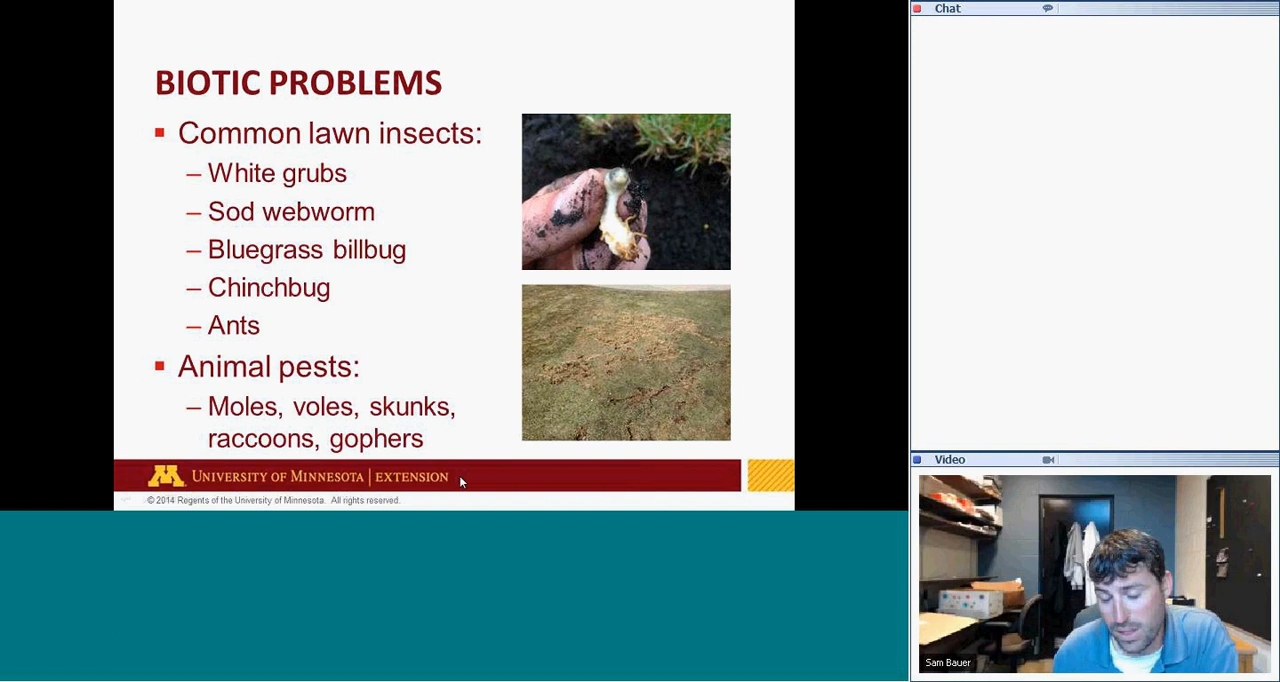 BIOTIC PROBLEMS
▪ Common lawn insects:
– White grubs
– Sod webworm
– Bluegrass billbug
– Chinchbug
– Ants
▪ Animal pests:
– Moles, voles, skunks,
raccoons, gophers
M UNIVERSITY OF MINNESOTA | EXTENSION
© 2014 Regents of the University of Minnesota. All rights reserved.
Chat
Video
Sam Bauer